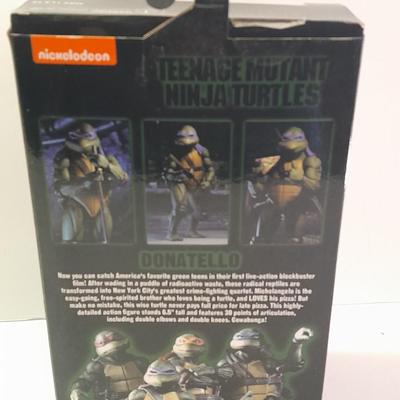 nickelodeon
TEENAGE MUTANT
NINJA TURTLES
DONATELLO
Now you can catch America's favorite green teens in their first live-action blockbuster
film! After wading in a puddle of radioactive waste, these radical reptiles are
transformed into New York City's greatest crime-fighting quartet. Michelangelo is the
easy-going, free-spirited brother who loves being a turtle, and LOVES his pizza! But
make no mistake, this wise turtle never pays full price for late pizza. This highly-
detailed action figure stands 6.5" tall and features 30 points of articulation,
including double elbows and double knees. Cowabunga!